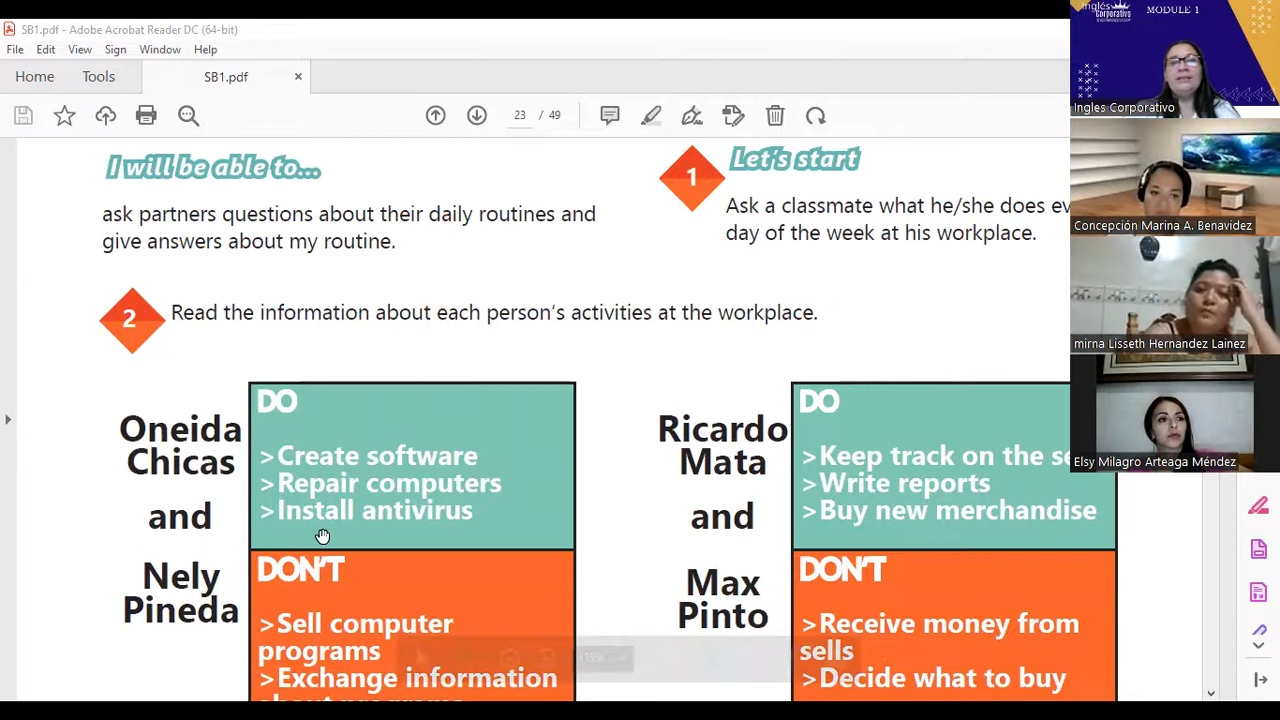 SB1.pdf - Adobe Acrobat Reader DC (64-bit)
File Edit View Sign Window Help
Home Tools SB1.pdf ×
23 / 49
I will be able to...
ask partners questions about their daily routines and
give answers about my routine.
1 Let's start
Ask a classmate what he/she does ev
day of the week at his workplace.
2 Read the information about each person's activities at the workplace.
Oneida
Chicas
and
Nely
Pineda
DO
>Create software
>Repair computers
>Install antivirus
DON'T
>Sell computer
programs
>Exchange information
Ricardo
Mata
and
Max
Pinto
DO
>Keep track on the se
>Write reports
>Buy new merchandise
DON'T
>Receive money from
sells
>Decide what to buy
Inglés
Corporativo
MODULE 1
Ingles Corporativo
Concepción Marina A. Benavidez
mirna Lisseth Hernandez Lainez
Elsy Milagro Arteaga Méndez